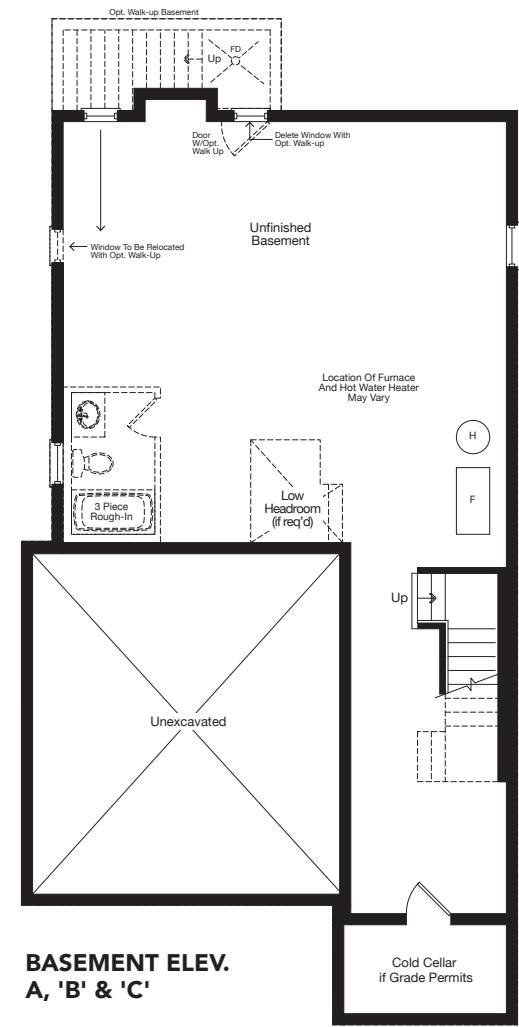 Opt. Walk-up Basement
FD
Up
Door
W/Opt.
Walk Up
Delete Window With
Opt. Walk-up
Unfinished
Basement
Window To Be Relocated
With Opt. Walk-Up
Location Of Furnace
And Hot Water Heater
May Vary
H
F
3 Piece
Rough-In
Low
Headroom
(if req'd)
Up
Unexcavated
Cold Cellar
if Grade Permits
BASEMENT ELEV.
A, 'B' & 'C'